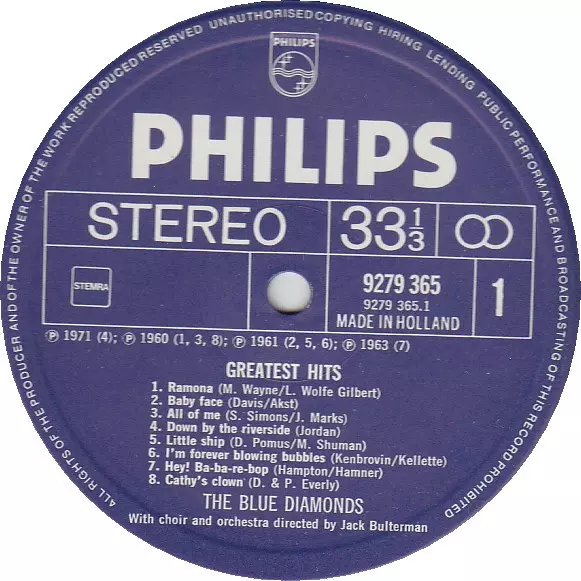 ALL RIGHTS OF THE PRODUCER AND OF THE OWNER OF THE WORK REPRODUCED RESERVED UNAUTHORISED COPYING HIRING LENDING PUBLIC PERFORMANCE AND BROADCASTING OF THIS RECORD PROHIBITED
PHILIPS
PHILIPS
STEREO 33 1/3
STEMRA
9279 365
9279 365.1
MADE IN HOLLAND
1
Ⓟ 1971 (4); Ⓟ 1960 (1, 3, 8); Ⓟ 1961 (2, 5, 6); Ⓟ 1963 (7)
GREATEST HITS
1. Ramona (M. Wayne/L. Wolfe Gilbert)
2. Baby face (Davis/Akst)
3. All of me (S. Simons/J. Marks)
4. Down by the riverside (Jordan)
5. Little ship (D. Pomus/M. Shuman)
6. I'm forever blowing bubbles (Kenbrovin/Kellette)
7. Hey! Ba-ba-re-bop (Hampton/Hamner)
8. Cathy's clown (D. & P. Everly)
THE BLUE DIAMONDS
With choir and orchestra directed by Jack Bulterman